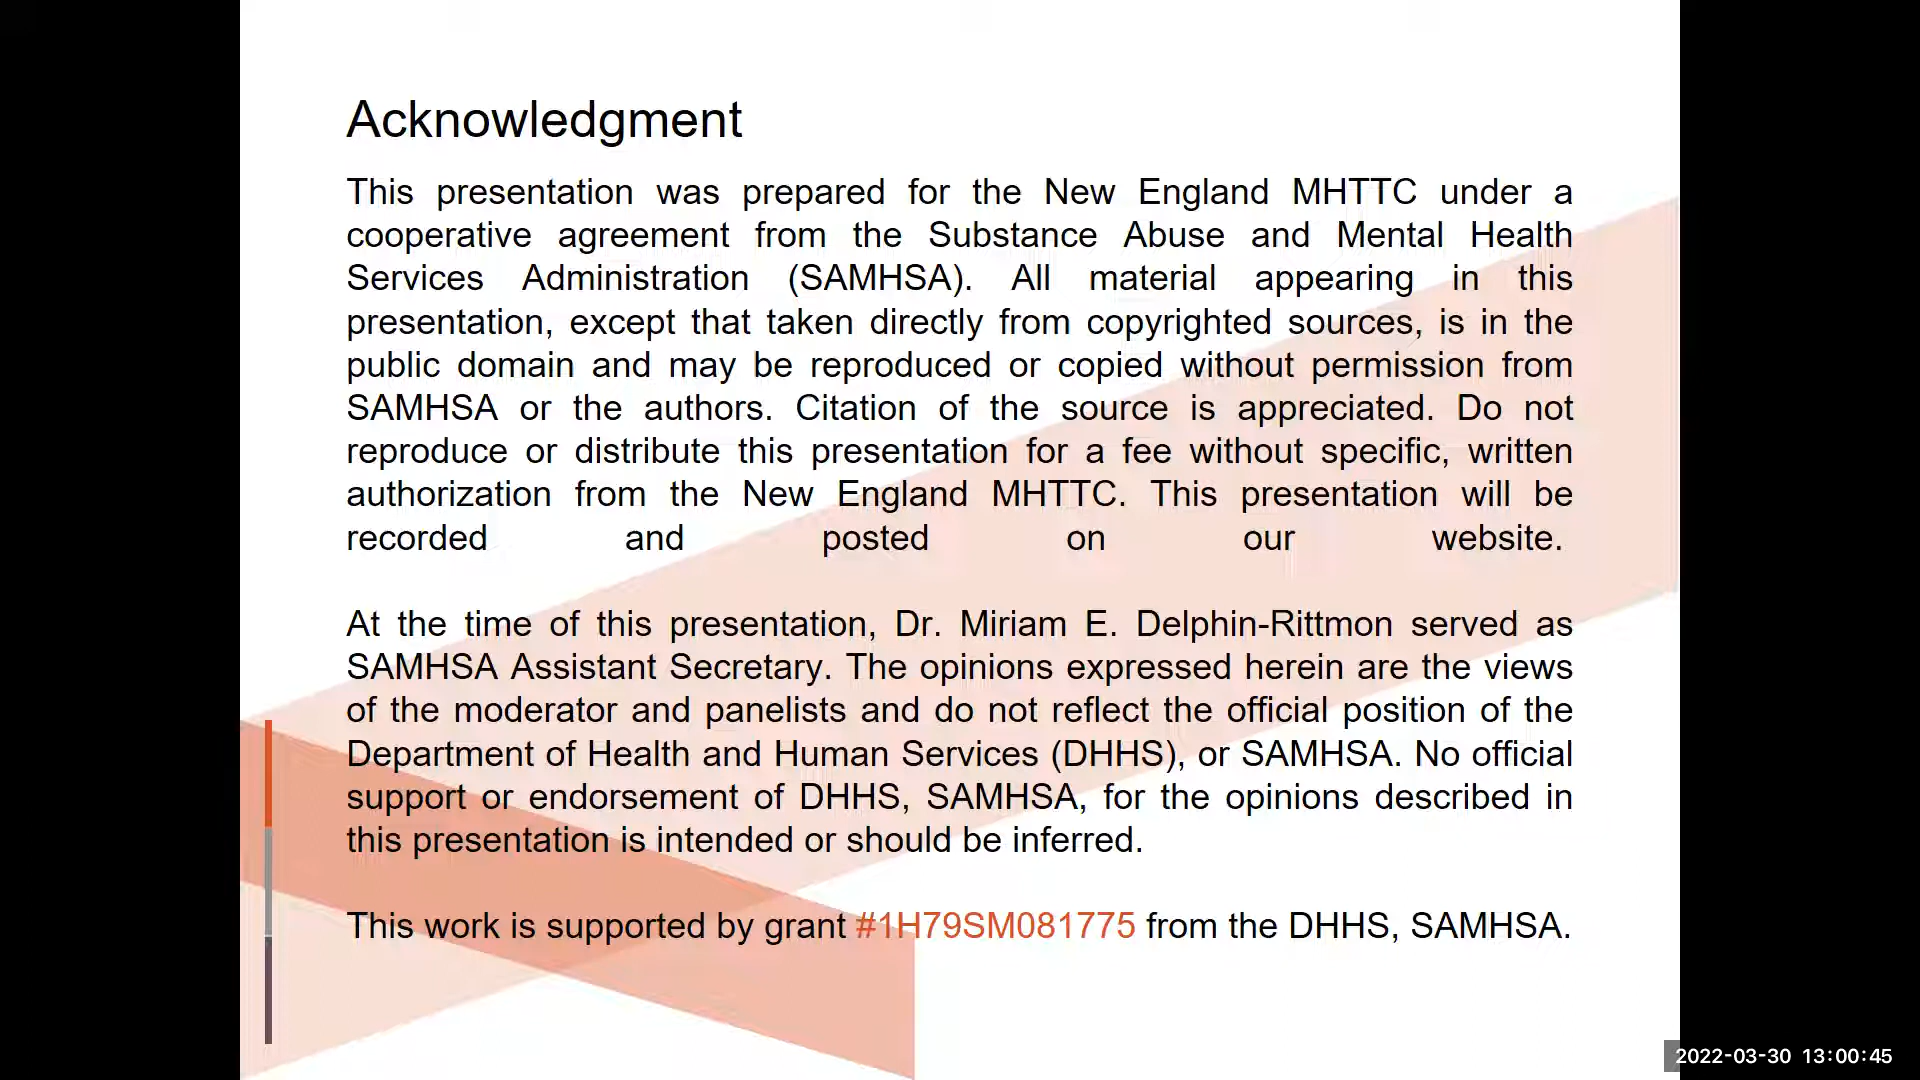 Acknowledgment
This presentation was prepared for the New England MHTTC under a
cooperative agreement from the Substance Abuse and Mental Health
Services Administration (SAMHSA). All material appearing in this
presentation, except that taken directly from copyrighted sources, is in the
public domain and may be reproduced or copied without permission from
SAMHSA or the authors. Citation of the source is appreciated. Do not
reproduce or distribute this presentation for a fee without specific, written
authorization from the New England MHTTC. This presentation will be
recorded and posted on our website.
At the time of this presentation, Dr. Miriam E. Delphin-Rittmon served as
SAMHSA Assistant Secretary. The opinions expressed herein are the views
of the moderator and panelists and do not reflect the official position of the
Department of Health and Human Services (DHHS), or SAMHSA. No official
support or endorsement of DHHS, SAMHSA, for the opinions described in
this presentation is intended or should be inferred.
This work is supported by grant #1H79SM081775 from the DHHS, SAMHSA.
2022-03-30 13:00:45